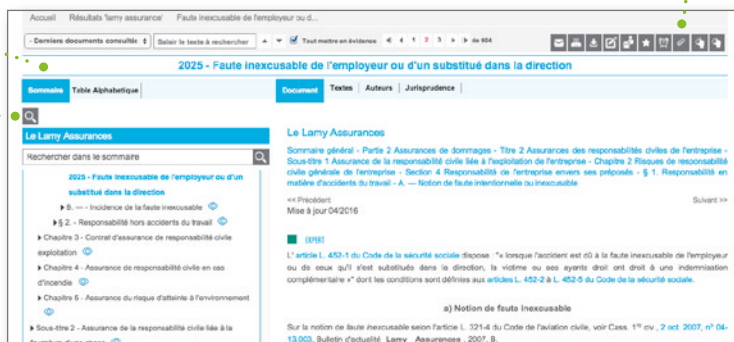 Accueil Résultats 'lamy assurance' Faute inexcusable de l'employeur ou d...
- Derniers documents consultés Saisir le texte à rechercher Tout mettre en évidence 1 2 3 de 904
2025 - Faute inexcusable de l'employeur ou d'un substitué dans la direction
Sommaire Table Alphabetique Document Textes Auteurs Jurisprudence
Le Lamy Assurances
Rechercher dans le sommaire
2025 - Faute inexcusable de l'employeur ou d'un
substitué dans la direction
B. — - Incidence de la faute inexcusable
§ 2. - Responsabilité hors accidents du travail
Chapitre 3 - Contrat d'assurance de responsabilité civile
exploitation
Chapitre 4 - Assurance de responsabilité civile en cas
d'incendie
Chapitre 5 - Assurance du risque d'atteinte à l'environnement
Sous-titre 2 - Assurance de la responsabilité civile liée à la
fourniture d'une chose
Le Lamy Assurances
Sommaire général - Partie 2 Assurances de dommages - Titre 2 Assurances des responsabilités civiles de l'entreprise -
Sous-titre 1 Assurance de la responsabilité civile liée à l'exploitation de l'entreprise - Chapitre 2 Risques de responsabilité
civile générale de l'entreprise - Section 4 Responsabilité de l'entreprise envers ses préposés - § 1. Responsabilité en
matière d'accidents du travail - A. — Notion de faute intentionnelle ou inexcusable
<< Précédent Suivant >>
Mise à jour 04/2016
EXPERT
L' article L. 452-1 du Code de la sécurité sociale dispose : "« lorsque l'accident est dû à la faute inexcusable de l'employeur
ou de ceux qu'il s'est substitués dans la direction, la victime ou ses ayants droit ont droit à une indemnisation
complémentaire »" dont les conditions sont définies aux articles L. 452-2 à L. 452-5 du Code de la sécurité sociale.
a) Notion de faute inexcusable
Sur la notion de faute inexcusable selon l'article L. 321-4 du Code de l'aviation civile, voir Cass. 1re civ., 2 oct. 2007, nº 04-
13.003, Bulletin d'actualité Lamy Assurances , 2007, B.